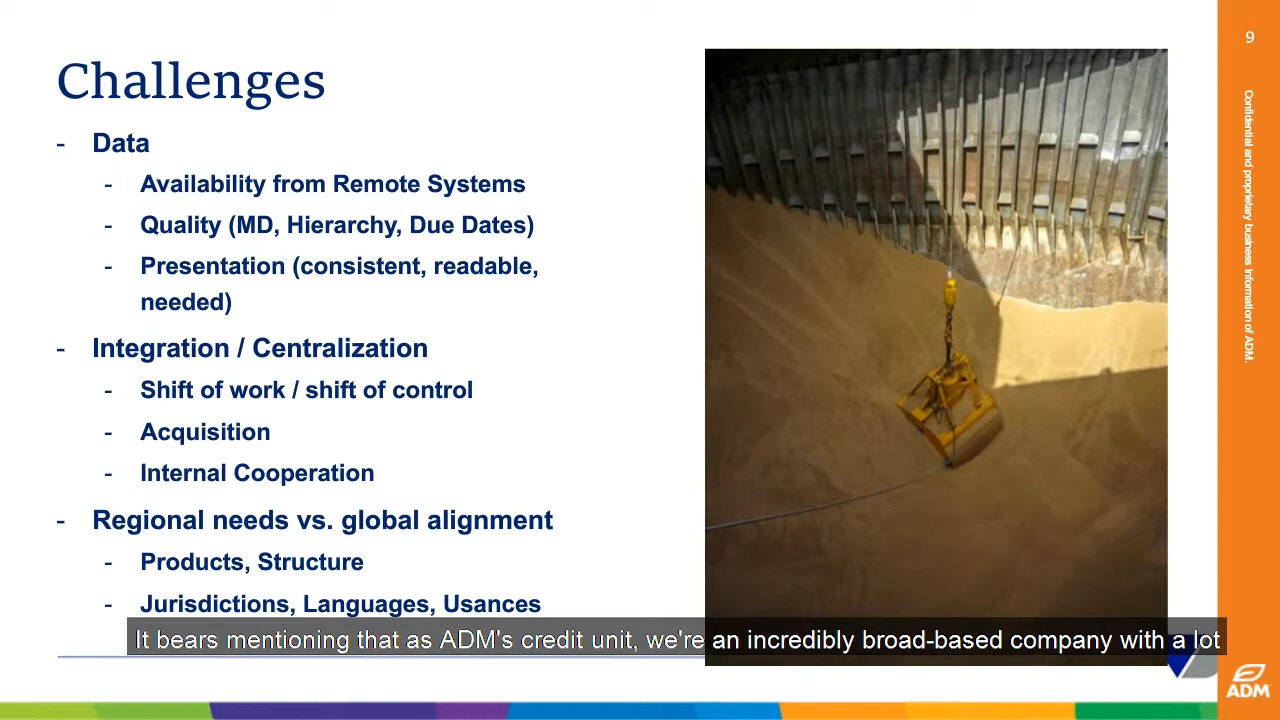 Challenges
- Data
- Availability from Remote Systems
- Quality (MD, Hierarchy, Due Dates)
- Presentation (consistent, readable,
needed)
- Integration / Centralization
- Shift of work / shift of control
- Acquisition
- Internal Cooperation
- Regional needs vs. global alignment
- Products, Structure
- Jurisdictions, Languages, Usances
It bears mentioning that as ADM's credit unit, we're an incredibly broad-based company with a lot
9
Confidential and proprietary business information of ADM.
ADM